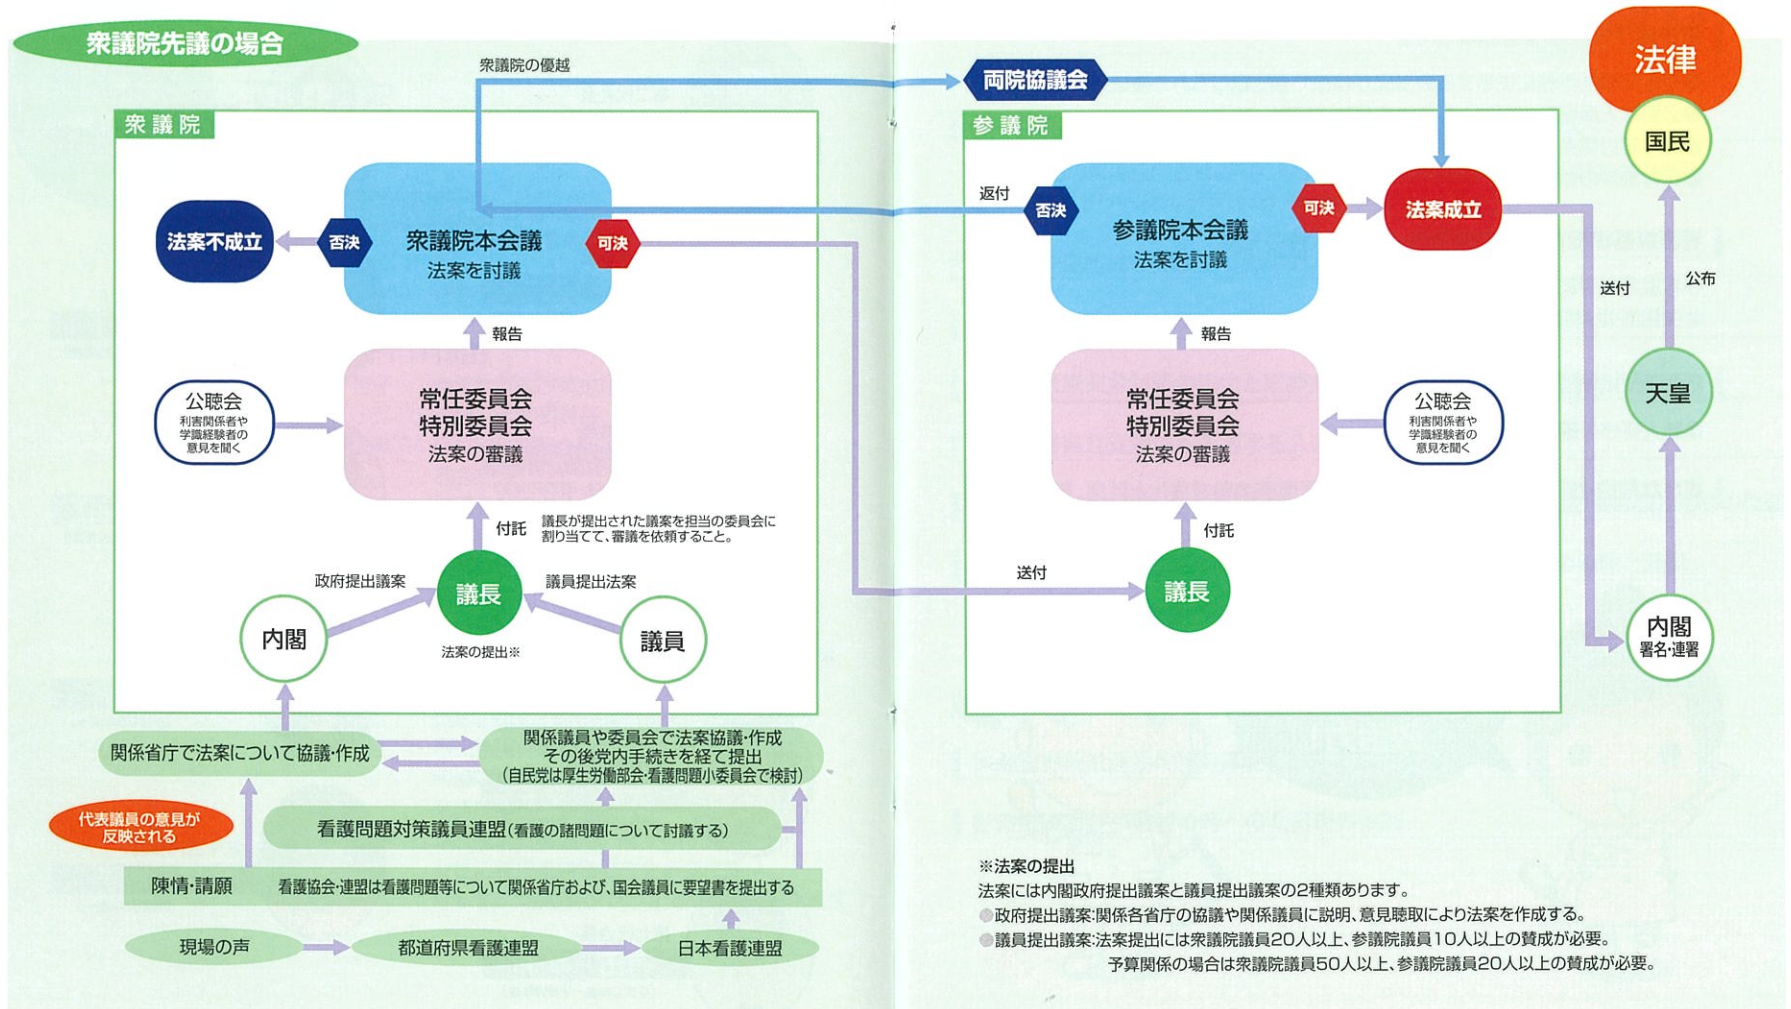 衆議院先議の場合
衆議院の優越
両院協議会
法律
国民
衆議院
参議院
法案不成立
否決
衆議院本会議
法案を討議
可決
返付
否決
参議院本会議
法案を討議
可決
法案成立
送付
公布
報告
報告
公聴会
利害関係者や
学識経験者の
意見を聞く
常任委員会
特別委員会
法案の審議
常任委員会
特別委員会
法案の審議
公聴会
利害関係者や
学識経験者の
意見を聞く
天皇
付託
議長が提出された議案を担当の委員会に
割り当てて、審議を依頼すること。
付託
政府提出議案
議長
議員提出法案
送付
議長
内閣
法案の提出※
議員
内閣
署名・連署
関係省庁で法案について協議・作成
関係議員や委員会で法案協議・作成
その後党内手続きを経て提出
(自民党は厚生労働部会・看護問題小委員会で検討)
代表議員の意見が
反映される
看護問題対策議員連盟(看護の諸問題について討議する)
陳情・請願 看護協会・連盟は看護問題等について関係省庁および、国会議員に要望書を提出する
現場の声
都道府県看護連盟
日本看護連盟
※法案の提出
法案には内閣政府提出議案と議員提出議案の2種類あります。
●政府提出議案:関係各省庁の協議や関係議員に説明、意見聴取により法案を作成する。
●議員提出議案:法案提出には衆議院議員20人以上、参議院議員10人以上の賛成が必要。
予算関係の場合は衆議院議員50人以上、参議院議員20人以上の賛成が必要。